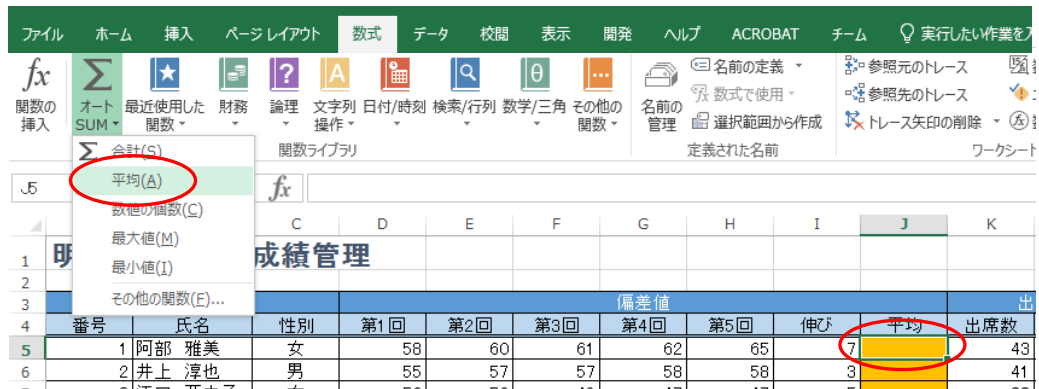 ファイル ホーム 挿入 ページ レイアウト 数式 データ 校閲 表示 開発 ヘルプ ACROBAT チーム 実行したい作業を
fx Σ ★ ? A θ … 名前の定義 参照元のトレース
数式で使用 参照先のトレース
関数の オート 最近使用した 財務 論理 文字列 日付/時刻 検索/行列 数学/三角 その他の 名前の
挿入 SUM 関数 操作 関数 管理 選択範囲から作成 トレース矢印の削除
関数ライブラリ 定義された名前 ワークシート
Σ 合計(S)
平均(A)
数値の個数(C)
最大値(M)
最小値(I)
その他の関数(F)...
J5 fx
C D E F G H I J K
1 明 成績管理
2
3 偏差値 出
4 番号 氏名 性別 第1回 第2回 第3回 第4回 第5回 伸び 平均 出席数
5 1 阿部 雅美 女 58 60 61 62 65 7 43
6 2 井上 淳也 男 55 57 57 58 58 3 41